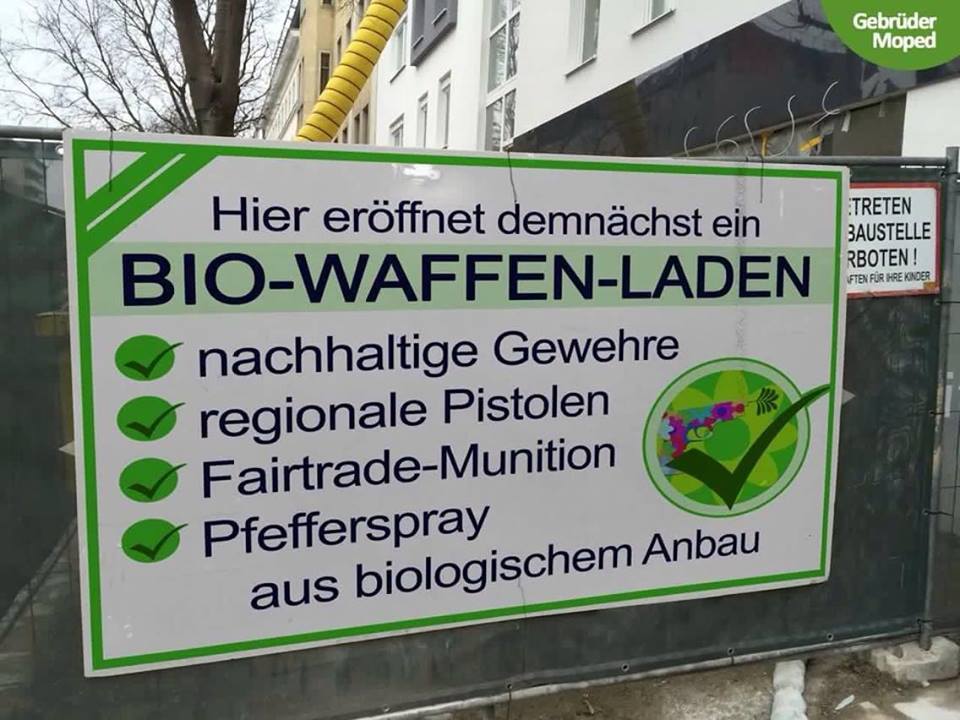 Gebrüder
Moped
Hier eröffnet demnächst ein
BIO-WAFFEN-LADEN
nachhaltige Gewehre
regionale Pistolen
Fairtrade-Munition
Pfefferspray
aus biologischem Anbau
ETRETEN
BAUSTELLE
RBOTEN !
AFTEN FÜR IHRE KINDER